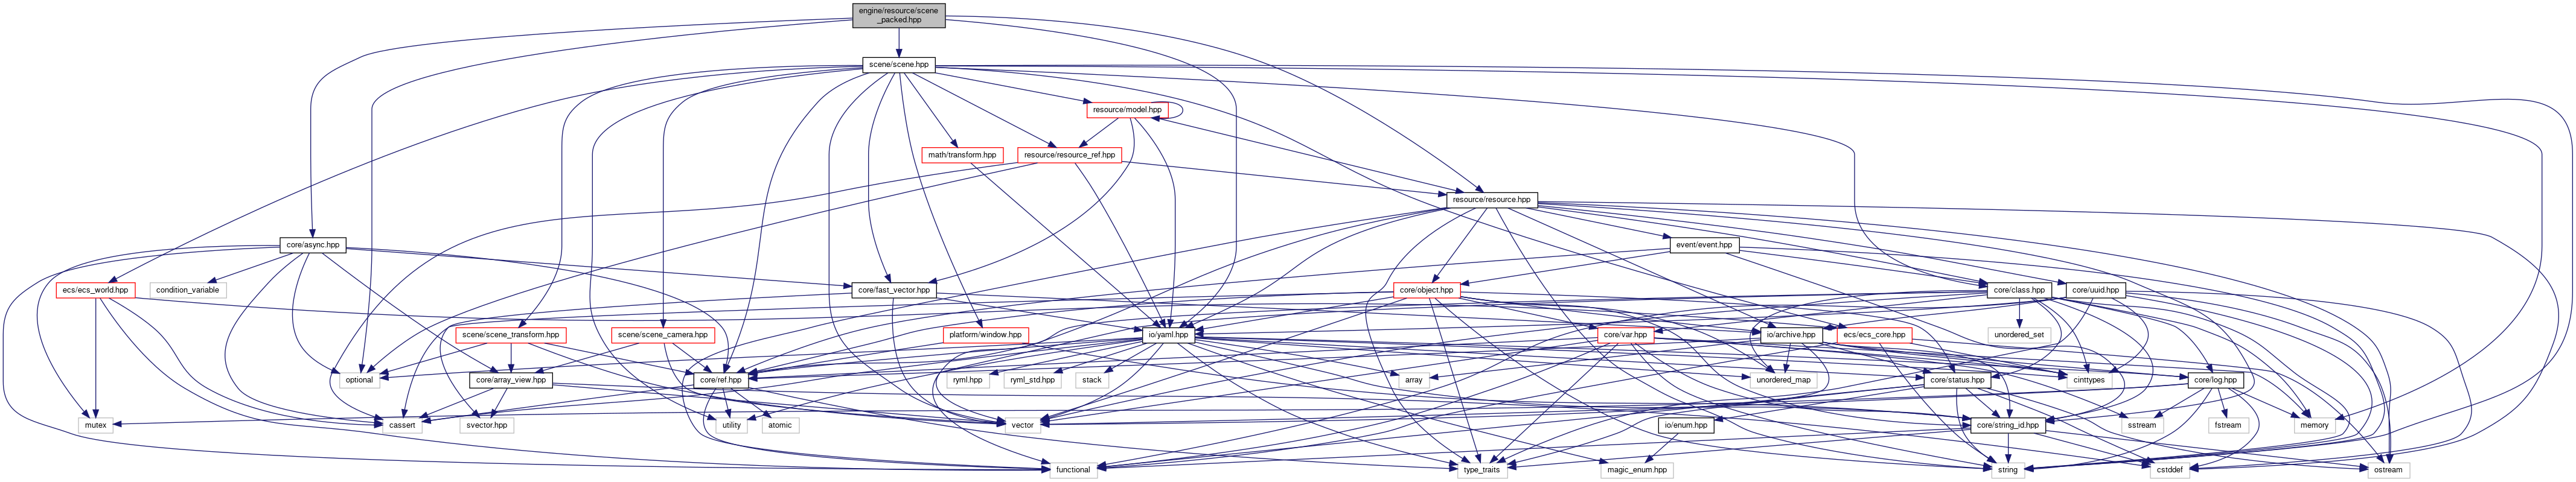 engine/resource/scene
_packed.hpp
scene/scene.hpp
resource/model.hpp
math/transform.hpp
resource/resource_ref.hpp
resource/resource.hpp
core/async.hpp
event/event.hpp
ecs/ecs_world.hpp
condition_variable
core/fast_vector.hpp
core/object.hpp
core/class.hpp
core/uuid.hpp
scene/scene_transform.hpp
scene/scene_camera.hpp
platform/window.hpp
io/yaml.hpp
core/var.hpp
io/archive.hpp
ecs/ecs_core.hpp
unordered_set
optional
core/array_view.hpp
core/ref.hpp
ryml.hpp
ryml_std.hpp
stack
array
unordered_map
core/status.hpp
cinttypes
core/log.hpp
mutex
cassert
svector.hpp
utility
atomic
vector
io/enum.hpp
core/string_id.hpp
sstream
fstream
memory
functional
type_traits
magic_enum.hpp
string
cstddef
ostream